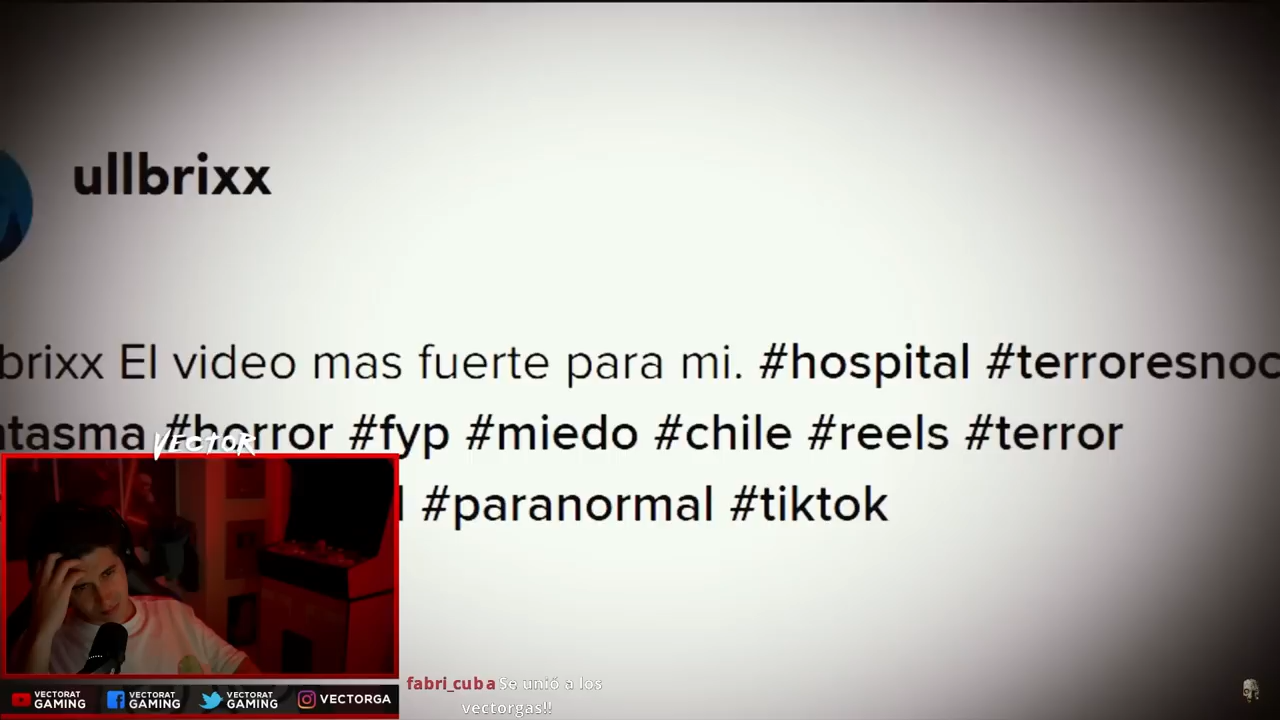 ullbrixx
brixx El video mas fuerte para mi. #hospital #terroresnoc
ntasma #horror #fyp #miedo #chile #reels #terror
#paranormal #tiktok
VECTOR
VECTORAT GAMING
VECTORAT GAMING
VECTORAT GAMING
VECTORGA
fabri_cuba Se unió a los
vectorgas!!